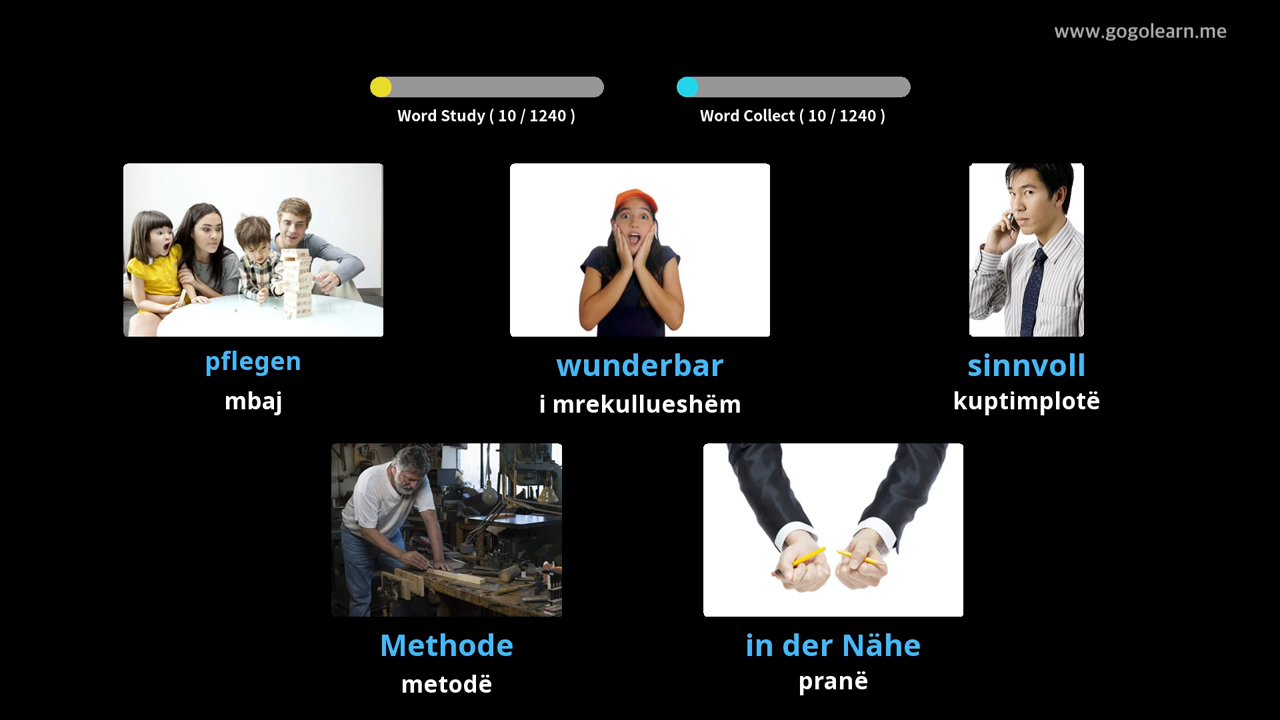 www.gogolearn.me
Word Study ( 10 / 1240 )
Word Collect ( 10 / 1240 )
pflegen
mbaj
wunderbar
i mrekullueshëm
sinnvoll
kuptimplotë
Methode
metodë
in der Nähe
pranë